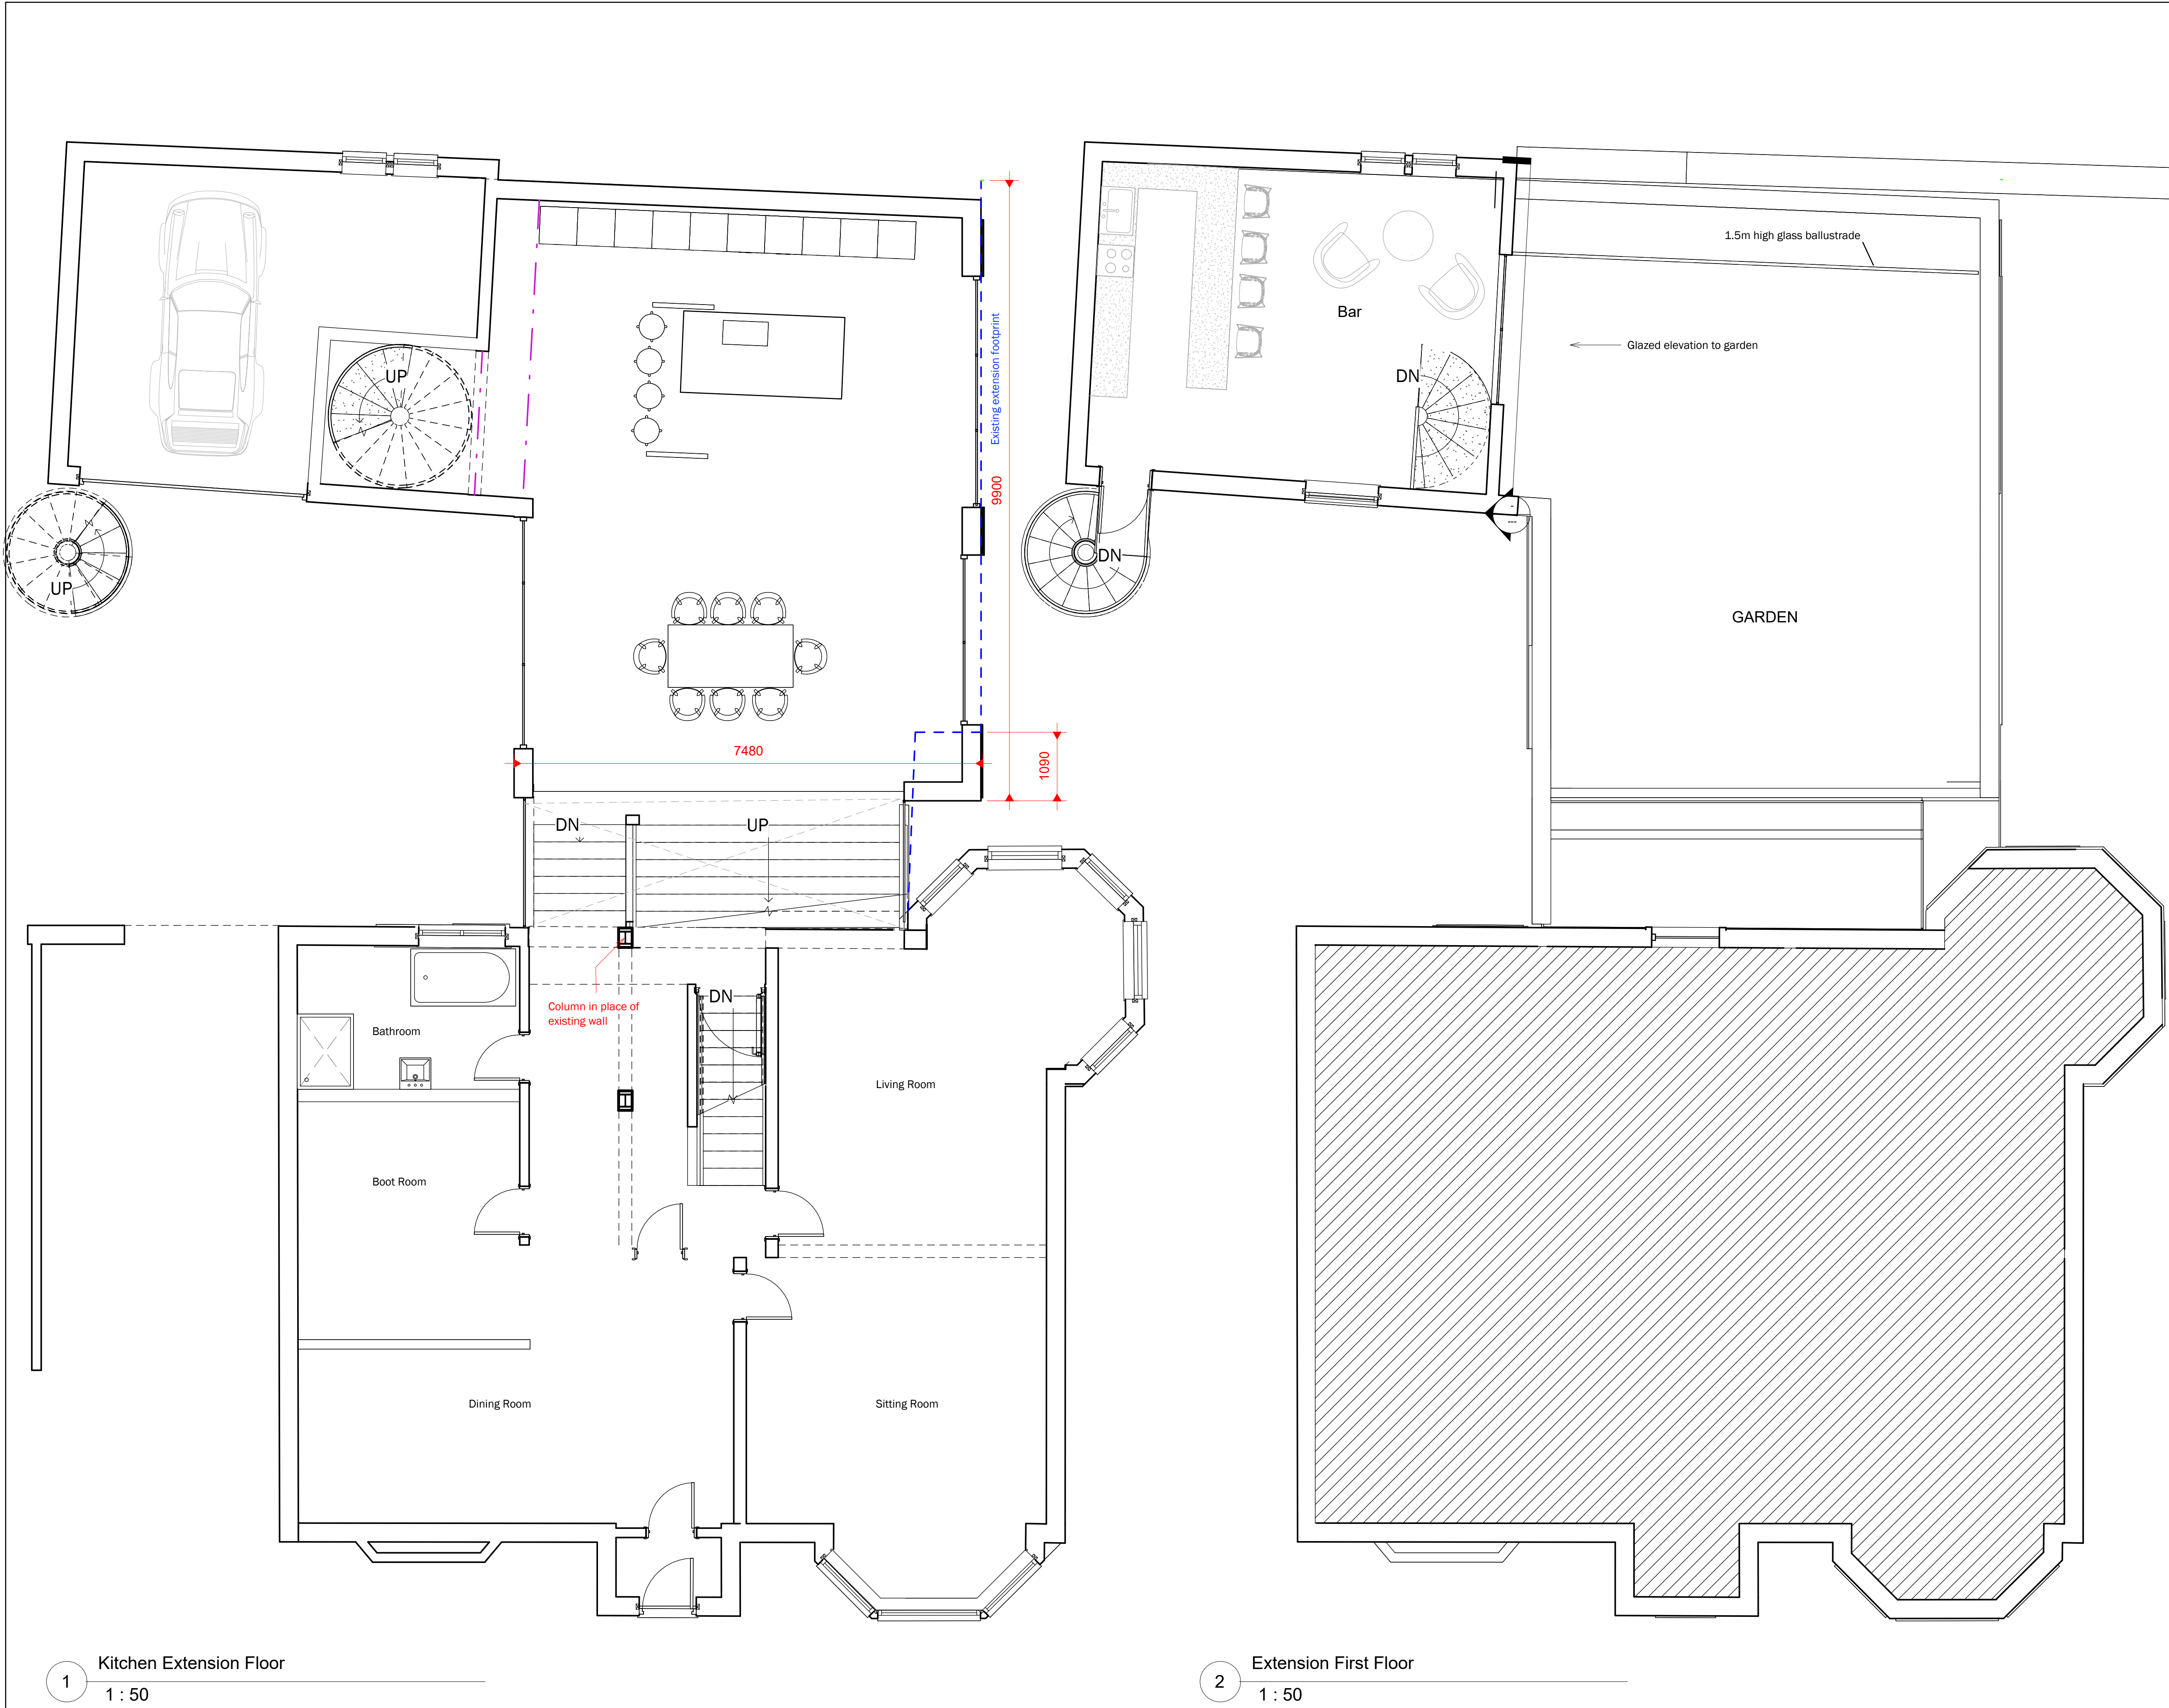 1.5m high glass ballustrade
Bar
Glazed elevation to garden
UP
DN
Existing extension footprint
9900
DN
UP
GARDEN
7480
1090
DN
UP
DN
Column in place of
existing wall
Bathroom
Living Room
Boot Room
Dining Room
Sitting Room
1
Kitchen Extension Floor
1 : 50
2
Extension First Floor
1 : 50